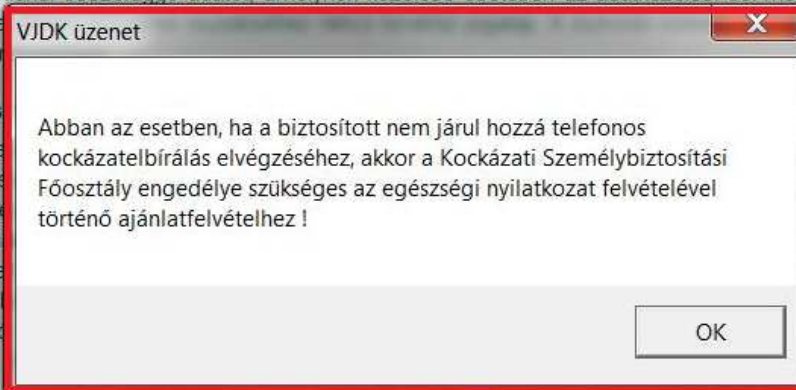 VJDK üzenet
Abban az esetben, ha a biztosított nem járul hozzá telefonos
kockázatelbírálás elvégzéséhez, akkor a Kockázati Személybiztosítási
Főosztály engedélye szükséges az egészségi nyilatkozat felvételével
történő ajánlatfelvételhez !
OK